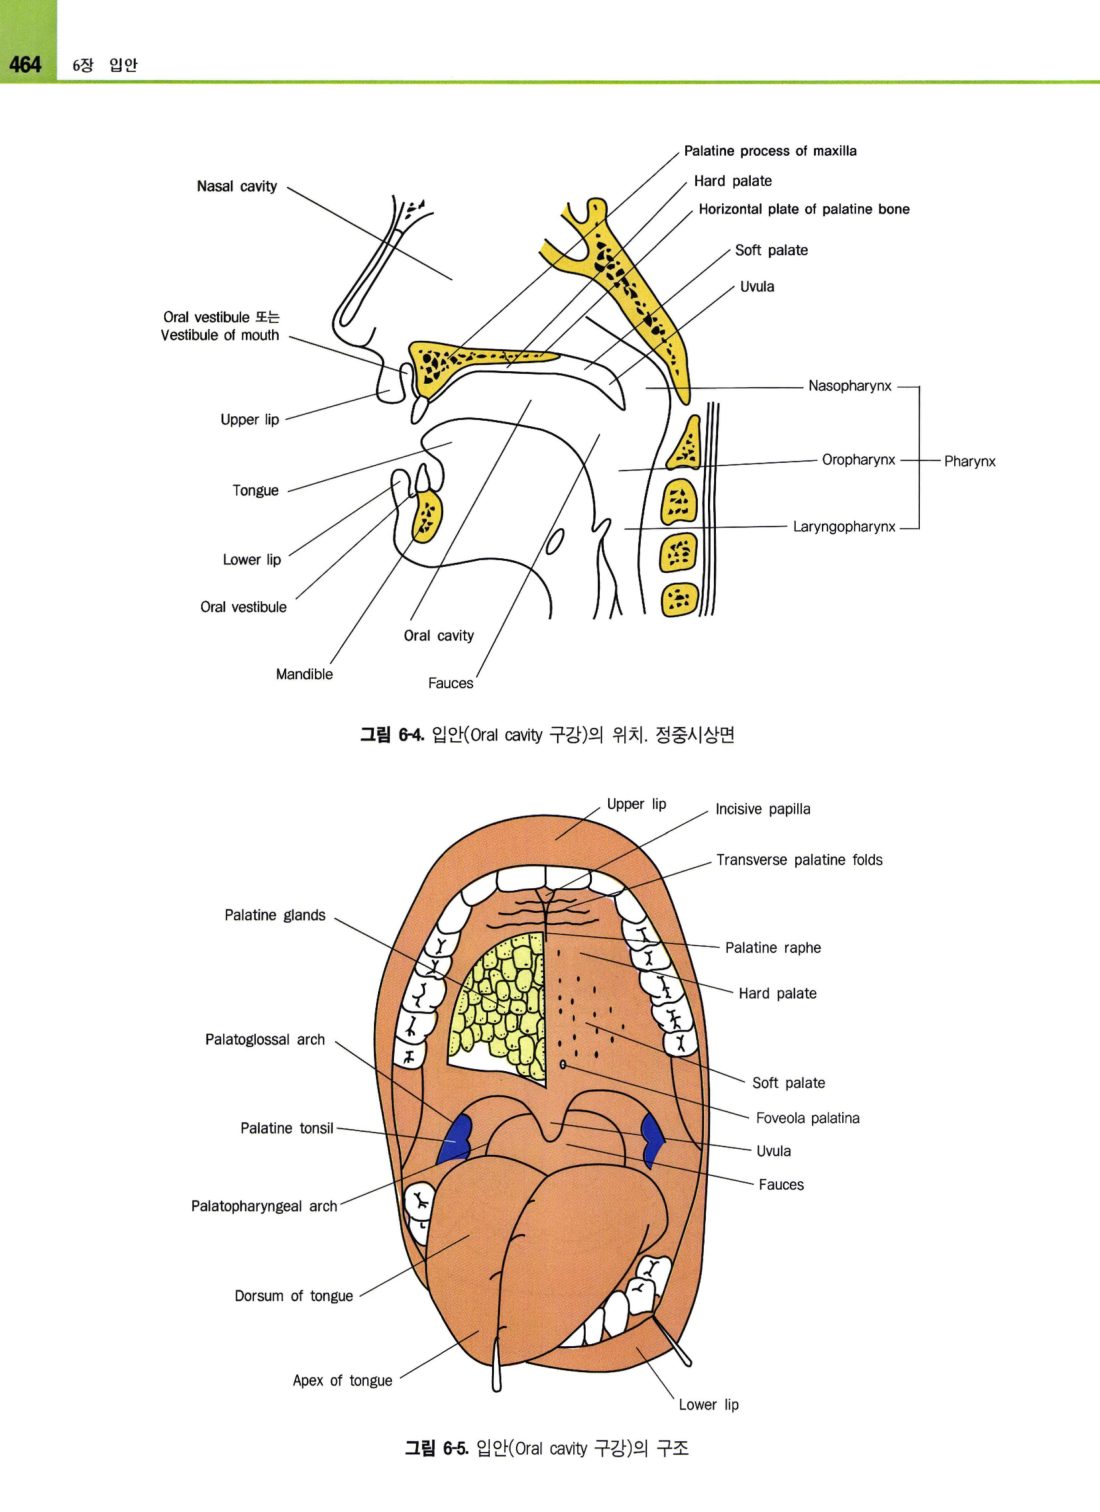 464 6장 입안
Palatine process of maxilla
Nasal cavity
Hard palate
Horizontal plate of palatine bone
Soft palate
Uvula
Oral vestibule 또는
Vestibule of mouth
Nasopharynx
Upper lip
Oropharynx
Pharynx
Tongue
Laryngopharynx
Lower lip
Oral vestibule
Oral cavity
Mandible
Fauces
그림 6-4. 입안(Oral cavity 구강)의 위치. 정중시상면
Upper lip
Incisive papilla
Transverse palatine folds
Palatine glands
Palatine raphe
Hard palate
Palatoglossal arch
Soft palate
Foveola palatina
Palatine tonsil
Uvula
Fauces
Palatopharyngeal arch
Dorsum of tongue
Apex of tongue
Lower lip
그림 6-5. 입안(Oral cavity 구강)의 구조